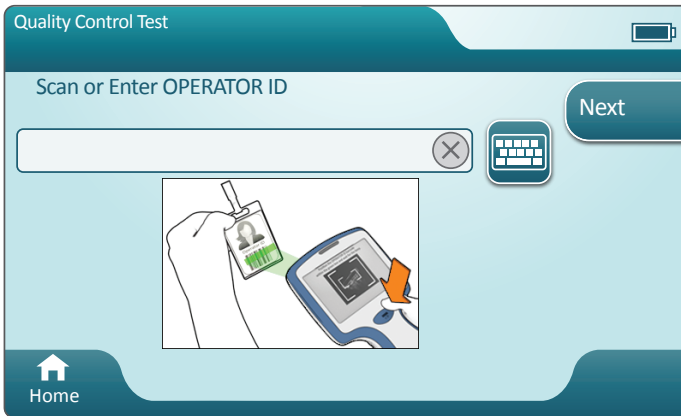 Quality Control Test
Scan or Enter OPERATOR ID
Next
Home